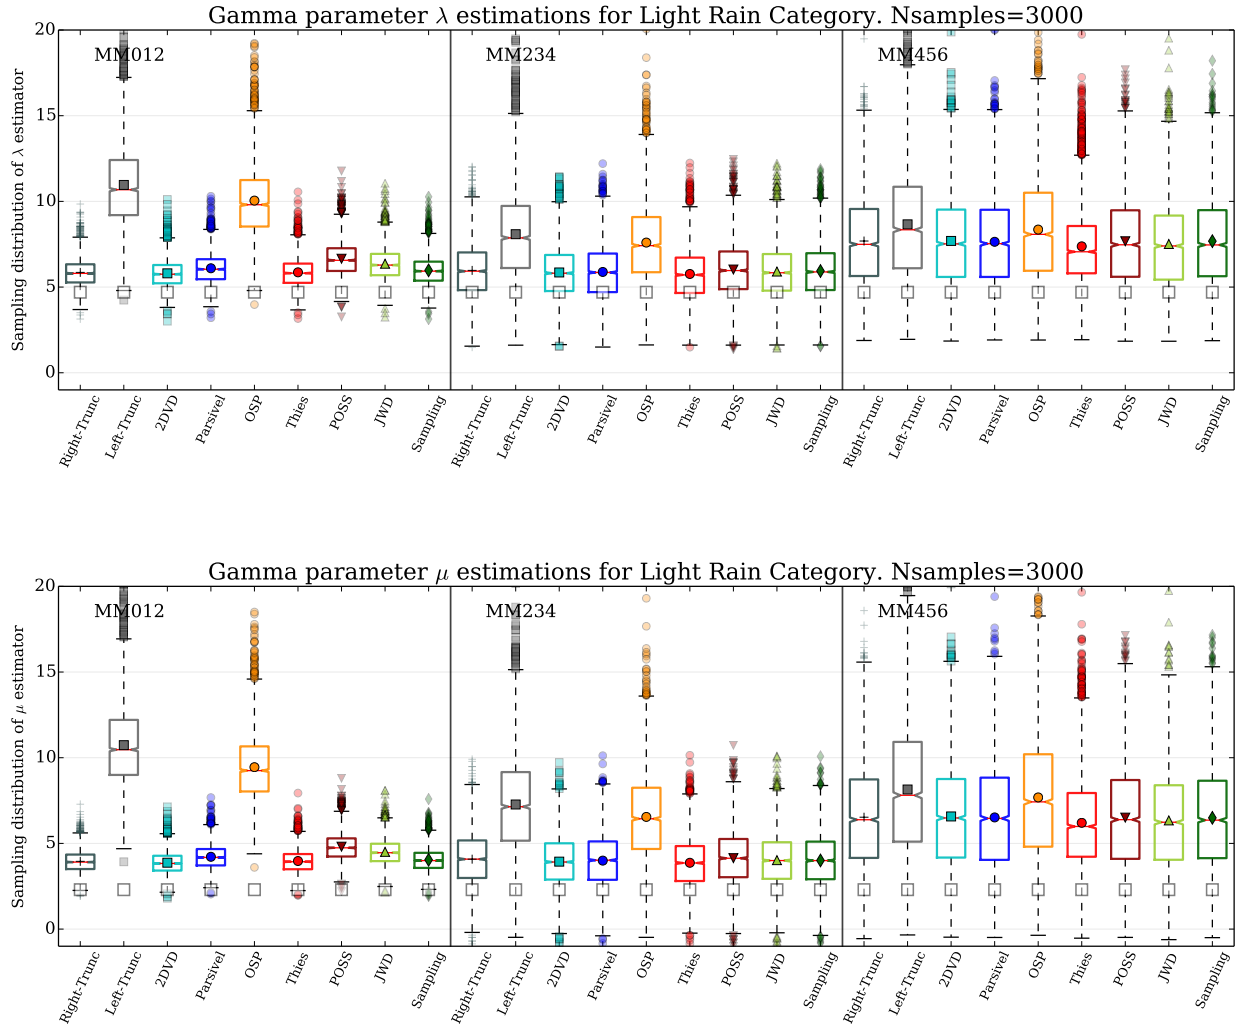 Gamma parameter λ estimations for Light Rain Category. Nsamples=3000
Sampling distribution of λ estimator
20
15
10
5
0
MM012
MM234
MM456
Right-Trunc
Left-Trunc
2DVD
Parsivel
OSP
Thies
POSS
JWD
Sampling
Right-Trunc
Left-Trunc
2DVD
Parsivel
OSP
Thies
POSS
JWD
Sampling
Right-Trunc
Left-Trunc
2DVD
Parsivel
OSP
Thies
POSS
JWD
Sampling
Gamma parameter μ estimations for Light Rain Category. Nsamples=3000
Sampling distribution of μ estimator
20
15
10
5
0
MM012
MM234
MM456
Right-Trunc
Left-Trunc
2DVD
Parsivel
OSP
Thies
POSS
JWD
Sampling
Right-Trunc
Left-Trunc
2DVD
Parsivel
OSP
Thies
POSS
JWD
Sampling
Right-Trunc
Left-Trunc
2DVD
Parsivel
OSP
Thies
POSS
JWD
Sampling